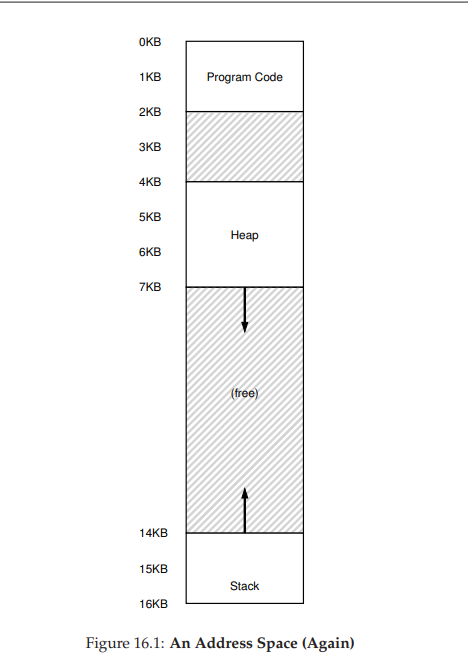 0KB
1KB
Program Code
2KB
3KB
4KB
5KB
Heap
6KB
7KB
(free)
14KB
15KB
Stack
16KB
Figure 16.1: An Address Space (Again)